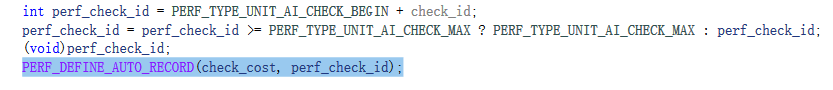 int perf_check_id = PERF_TYPE_UNIT_AI_CHECK_BEGIN + check_id;
perf_check_id = perf_check_id >= PERF_TYPE_UNIT_AI_CHECK_MAX ? PERF_TYPE_UNIT_AI_CHECK_MAX : perf_check_id;
(void)perf_check_id;
PERF_DEFINE_AUTO_RECORD(check_cost, perf_check_id);